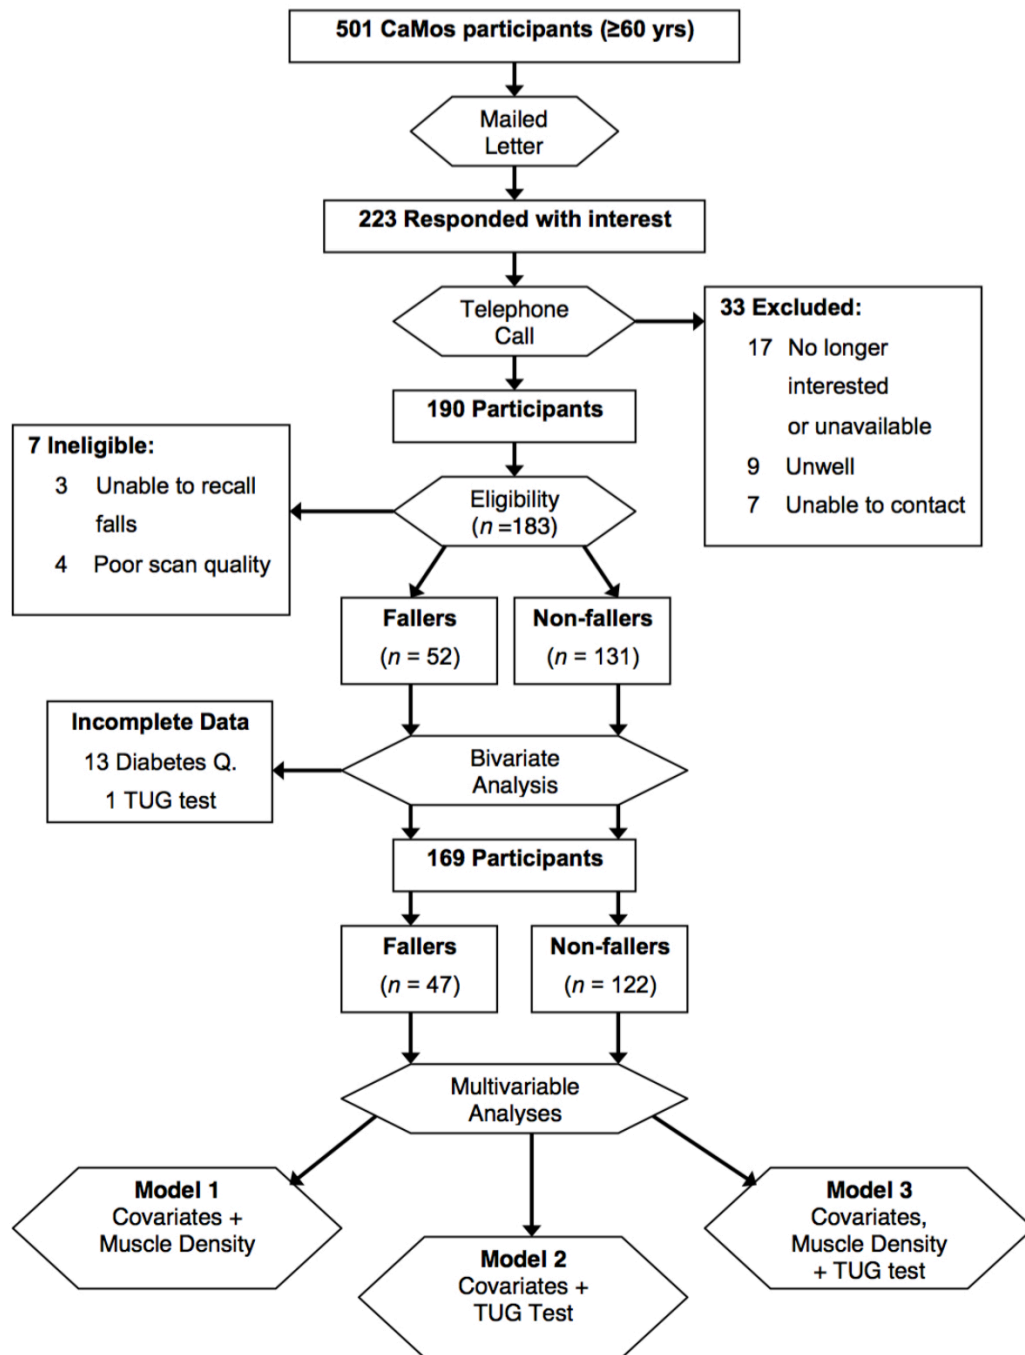 501 CaMos participants (≥60 yrs)
Mailed
Letter
223 Responded with interest
Telephone
Call
33 Excluded:
17 No longer
interested
or unavailable
9 Unwell
7 Unable to contact
190 Participants
7 Ineligible:
3 Unable to recall
falls
4 Poor scan quality
Eligibility
(n =183)
Fallers
(n = 52)
Non-fallers
(n = 131)
Incomplete Data
13 Diabetes Q.
1 TUG test
Bivariate
Analysis
169 Participants
Fallers
(n = 47)
Non-fallers
(n = 122)
Multivariable
Analyses
Model 1
Covariates +
Muscle Density
Model 2
Covariates +
TUG Test
Model 3
Covariates,
Muscle Density
+ TUG test